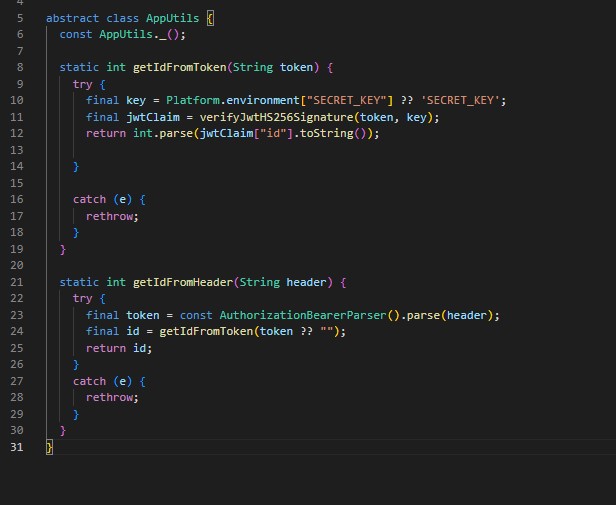 4
5 abstract class AppUtils {
6   const AppUtils._();
7
8   static int getIdFromToken(String token) {
9     try {
10       final key = Platform.environment["SECRET_KEY"] ?? 'SECRET_KEY';
11       final jwtClaim = verifyJwtHS256Signature(token, key);
12       return int.parse(jwtClaim["id"].toString());
13
14     }
15
16     catch (e) {
17       rethrow;
18     }
19   }
20
21   static int getIdFromHeader(String header) {
22     try {
23       final token = const AuthorizationBearerParser().parse(header);
24       final id = getIdFromToken(token ?? "");
25       return id;
26     }
27     catch (e) {
28       rethrow;
29     }
30   }
31 }